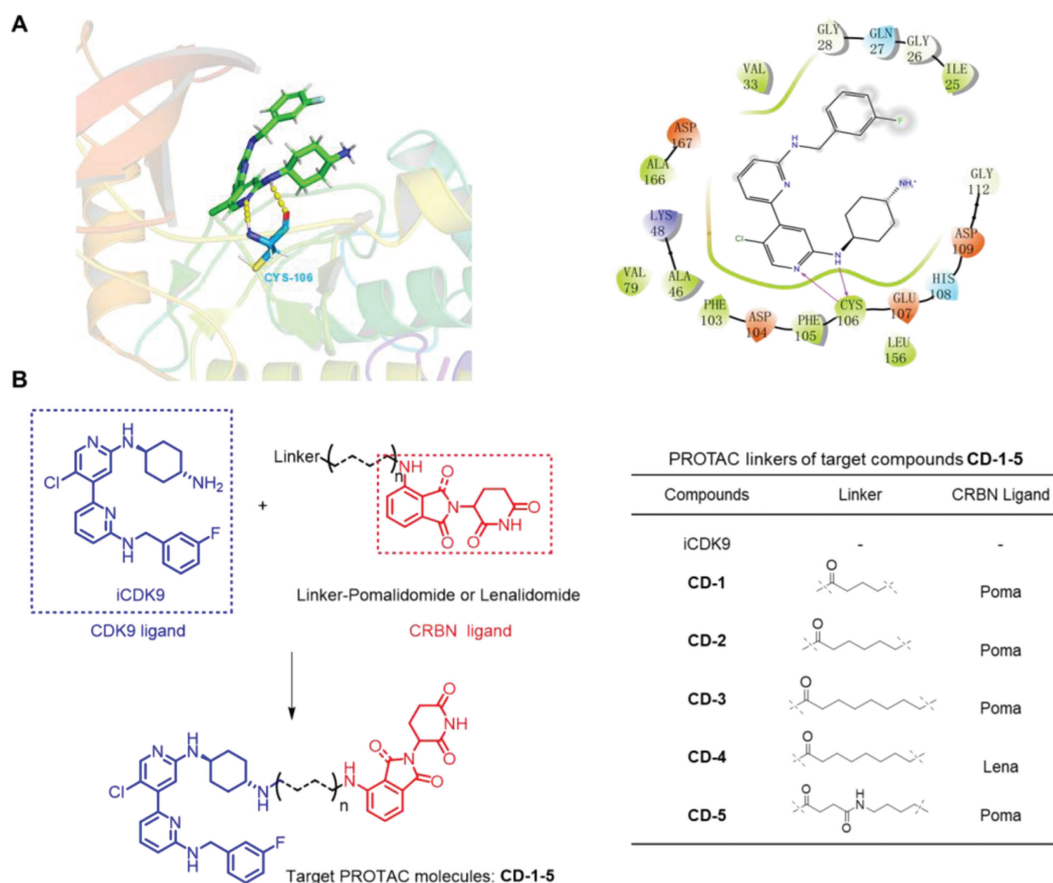 A
CYS-106
GLY
28
GLN
27
GLY
26
ILE
25
VAL
33
ASP
167
ALA
166
LYS
48
VAL
79
ALA
46
PHE
103
ASP
104
PHE
105
CYS
106
GLU
107
HIS
108
ASP
109
GLY
112
LEU
156
F
NH
N
Cl
N
N
H
NH₃⁺
B
N
H
N
Cl
NH₂
N
N
H
F
iCDK9
CDK9 ligand
+
Linker
n
NH
O
N
O
O
NH
O
Linker-Pomalidomide or Lenalidomide
CRBN ligand
N
H
N
Cl
N
H
n
H
N
O
N
O
O
NH
O
N
N
H
F
Target PROTAC molecules: CD-1-5
PROTAC linkers of target compounds CD-1-5
Compounds Linker CRBN Ligand
iCDK9 - -
CD-1 O Poma
CD-2 O Poma
CD-3 O Poma
CD-4 O Lena
CD-5 O O H N Poma